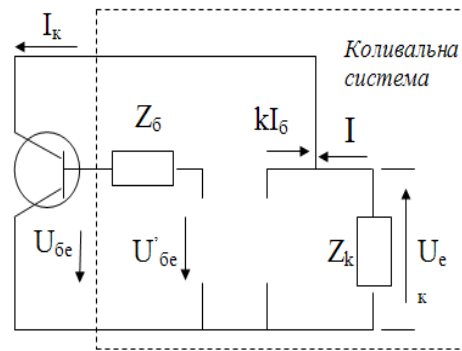 Iк
Коливальна
система
Zб
kIб
I
Uбе
U’бе
Zk
Uе
к